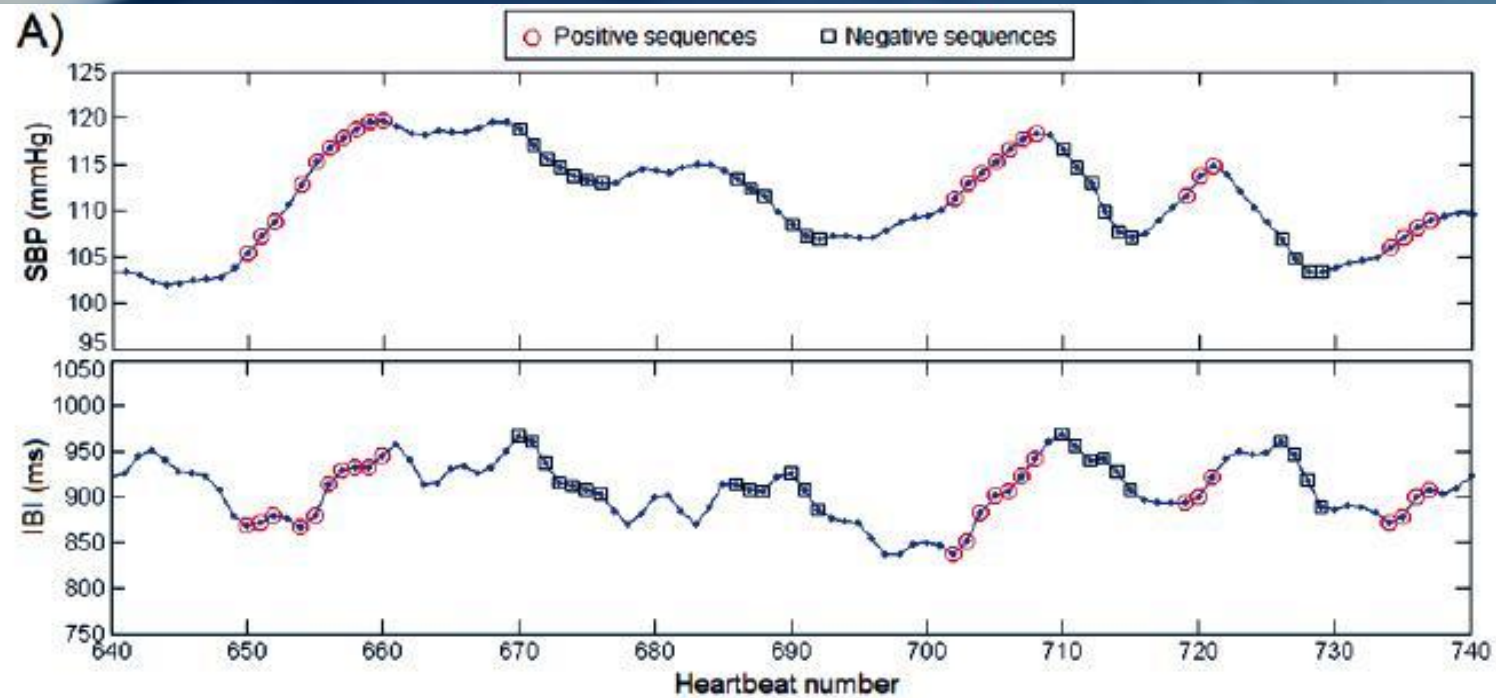 A)
Positive sequences Negative sequences
125
120
115
110
105
100
95
SBP (mmHg)
1050
1000
950
900
850
800
750
IBI (ms)
640 650 660 670 680 690 700 710 720 730 740
Heartbeat number